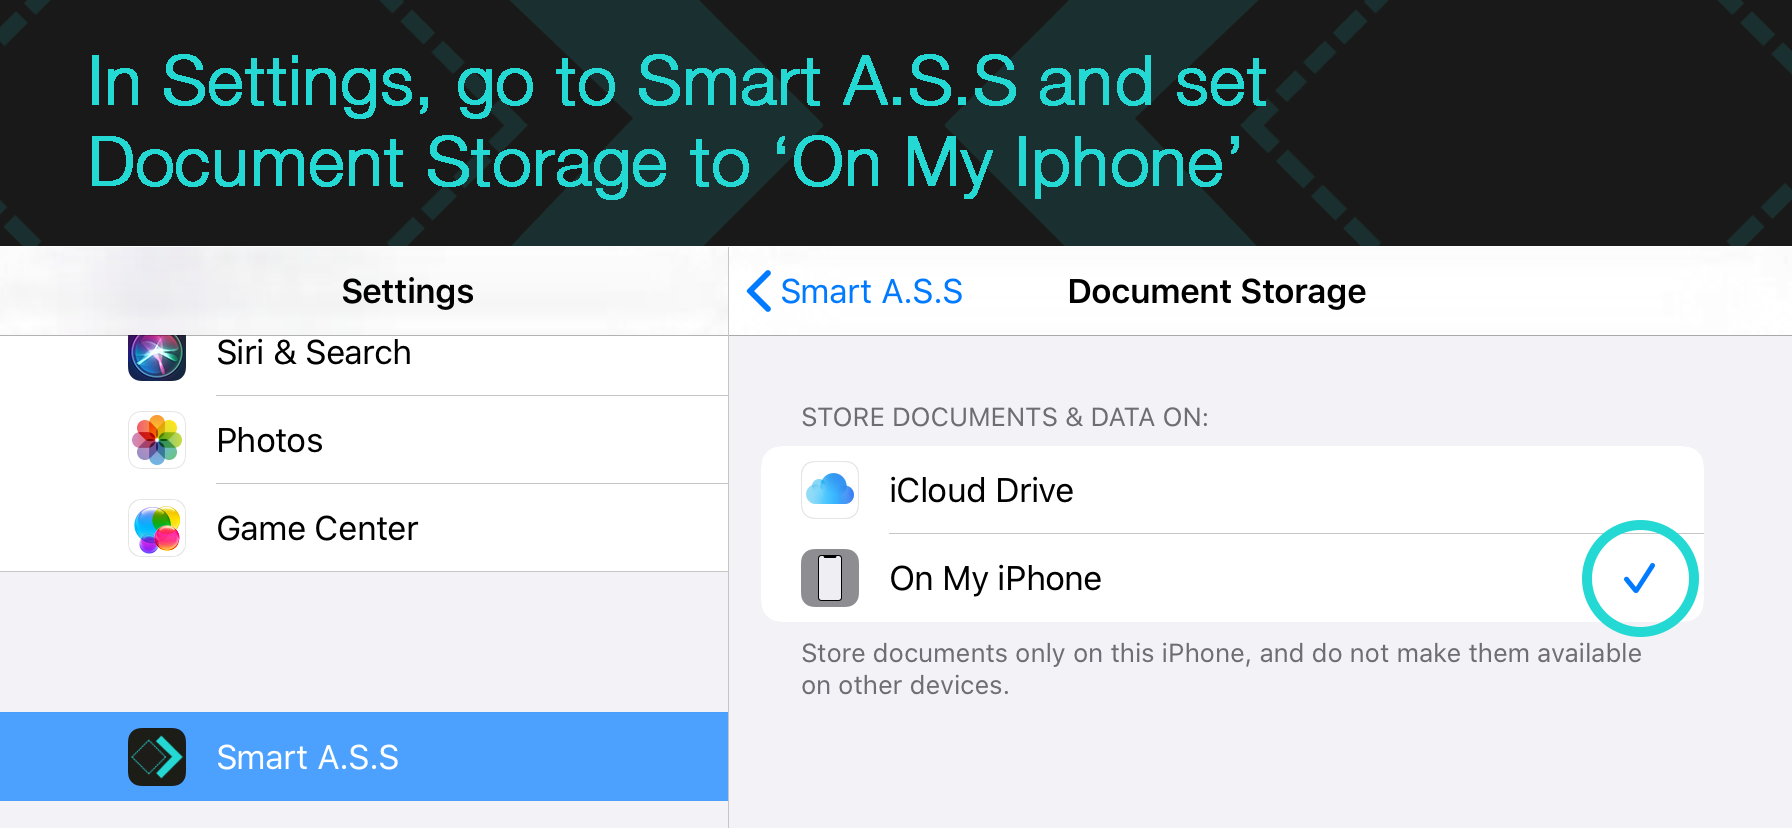 In Settings, go to Smart A.S.S and set
Document Storage to ‘On My Iphone’
Settings
Siri & Search
Photos
Game Center
Smart A.S.S
Smart A.S.S
Document Storage
STORE DOCUMENTS & DATA ON:
iCloud Drive
On My iPhone
Store documents only on this iPhone, and do not make them available
on other devices.